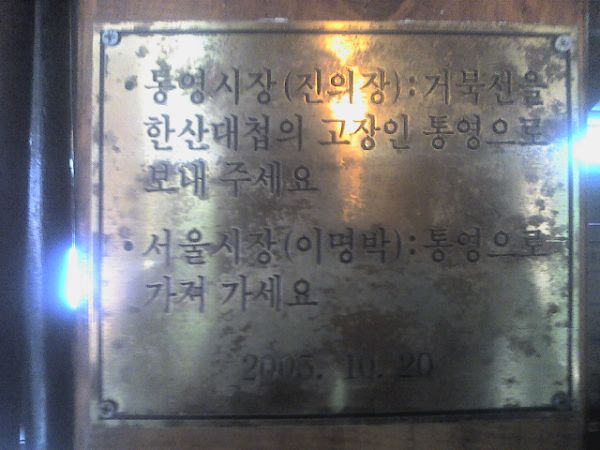 •통영시장(진의장):거북선을
한산대첩의 고장인 통영으로
보내 주세요
• 서울시장(이명박):통영으로
가져 가세요
2005. 10. 20